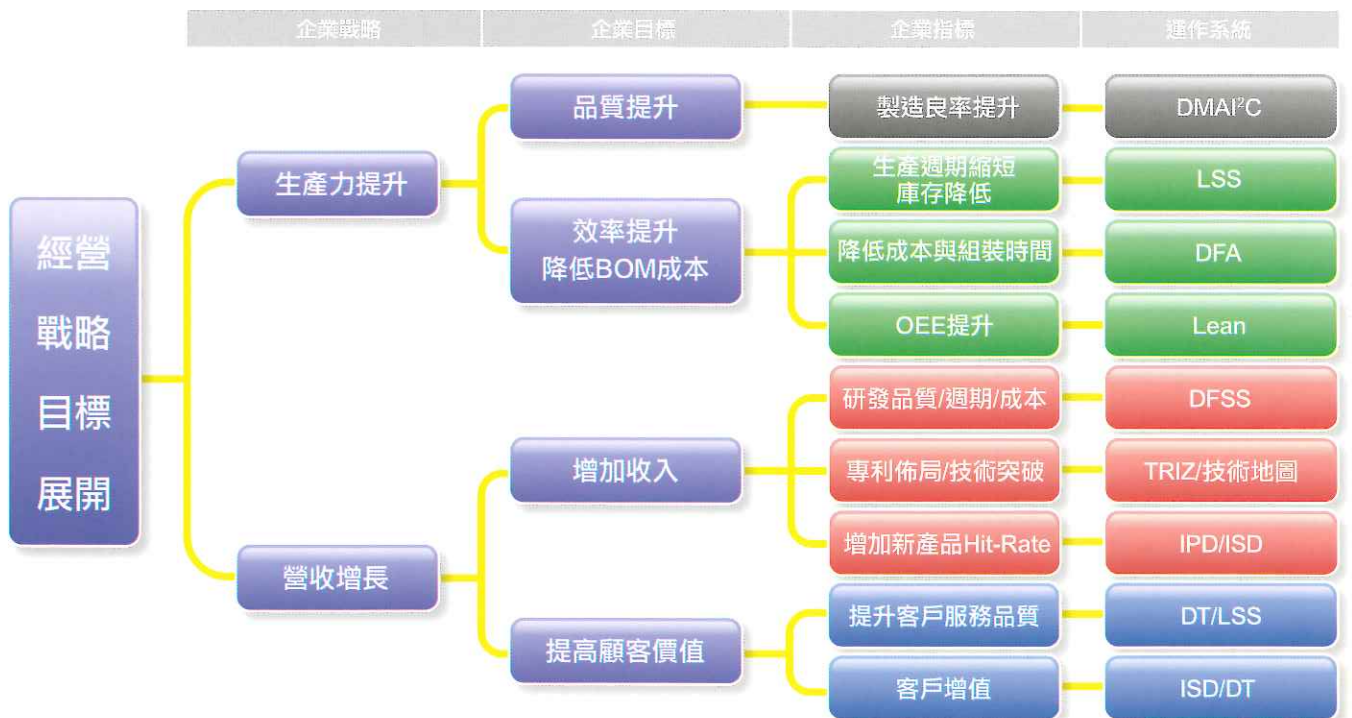 企業戰略
企業目標
企業指標
運作系統
經營
戰略
目標
展開
生產力提升
品質提升
製造良率提升
DMAI²C
效率提升
降低BOM成本
生產週期縮短
庫存降低
LSS
降低成本與組裝時間
DFA
OEE提升
Lean
營收增長
增加收入
研發品質/週期/成本
DFSS
專利佈局/技術突破
TRIZ/技術地圖
增加新產品Hit-Rate
IPD/ISD
提高顧客價值
提升客戶服務品質
DT/LSS
客戶增值
ISD/DT